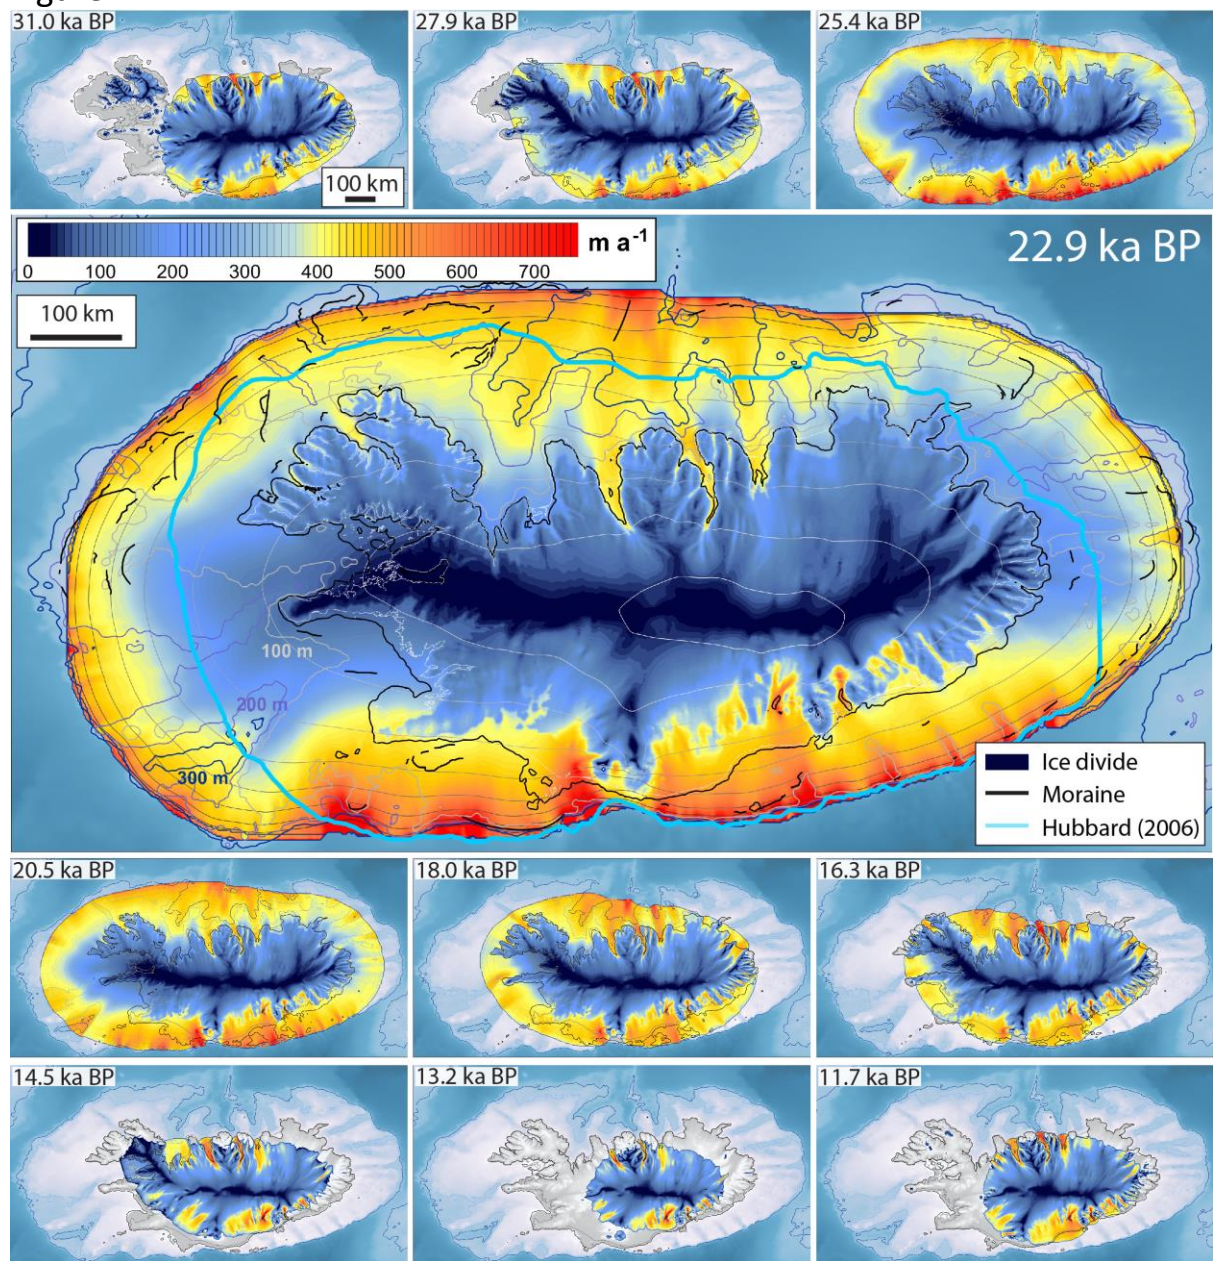 31.0 ka BP
27.9 ka BP
25.4 ka BP
100 km
m a-1
0 100 200 300 400 500 600 700
22.9 ka BP
100 km
100 m
200 m
300 m
Ice divide
Moraine
Hubbard (2006)
20.5 ka BP
18.0 ka BP
16.3 ka BP
14.5 ka BP
13.2 ka BP
11.7 ka BP